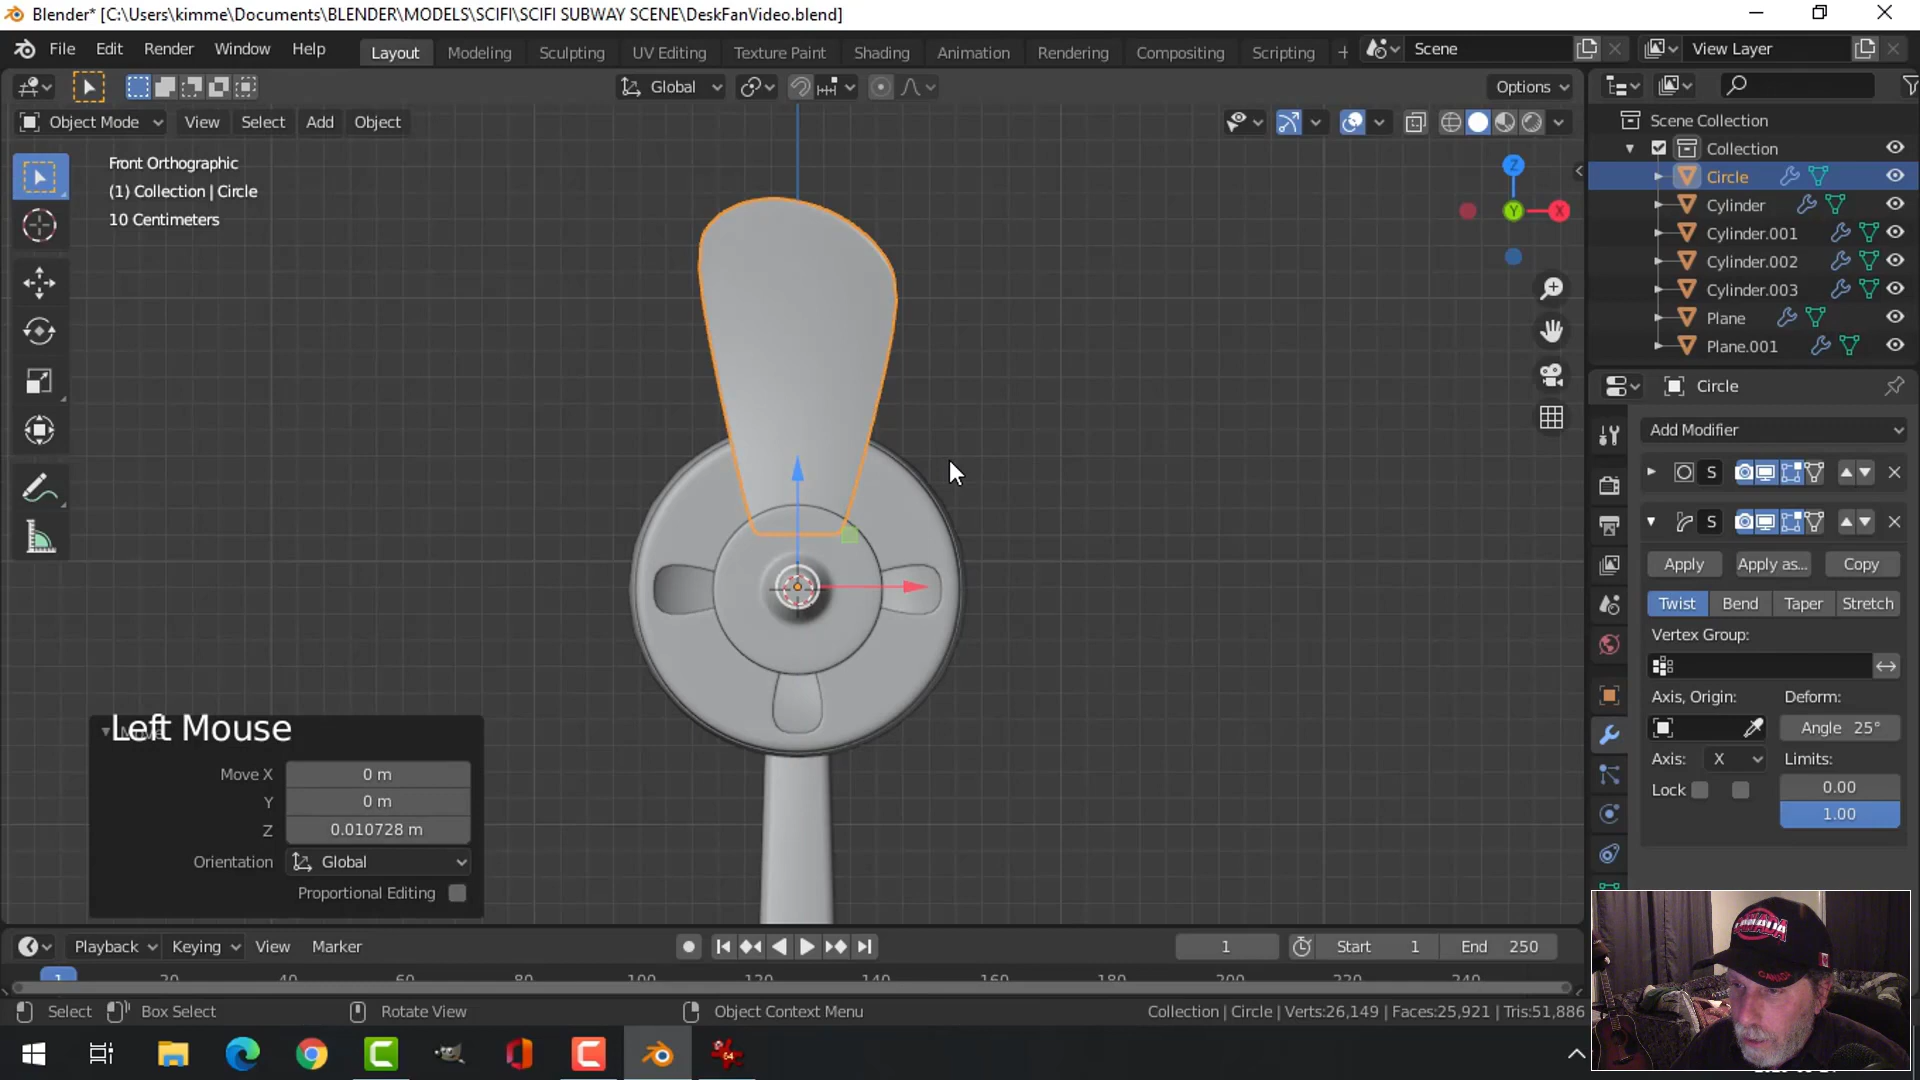 Blender* [C:\Users\kimme\Documents\BLENDER\MODELS\SCIFI\SCIFI SUBWAY SCENE\DeskFanVideo.blend]
File Edit Render Window Help Layout Modeling Sculpting UV Editing Texture Paint Shading Animation Rendering Compositing Scripting + Scene View Layer
Global Options
Object Mode View Select Add Object
Front Orthographic
(1) Collection | Circle
10 Centimeters
Z
Y
X
Scene Collection
Collection
Circle
Cylinder
Cylinder.001
Cylinder.002
Cylinder.003
Plane
Plane.001
Circle
Add Modifier
S
S
Apply Apply as... Copy
Twist Bend Taper Stretch
Vertex Group:
Axis, Origin: Deform:
Angle 25°
Axis: X Limits:
Lock 0.00
1.00
Left Mouse
Move X 0 m
Y 0 m
Z 0.010728 m
Orientation Global
Proportional Editing
Playback Keying View Marker 1 Start 1 End 250
1 20 40 60 80 100 120 140 160 180 200 220 240
Select Box Select Rotate View Object Context Menu Collection | Circle | Verts:26,149 | Faces:25,921 | Tris:51,886
CANADA
64